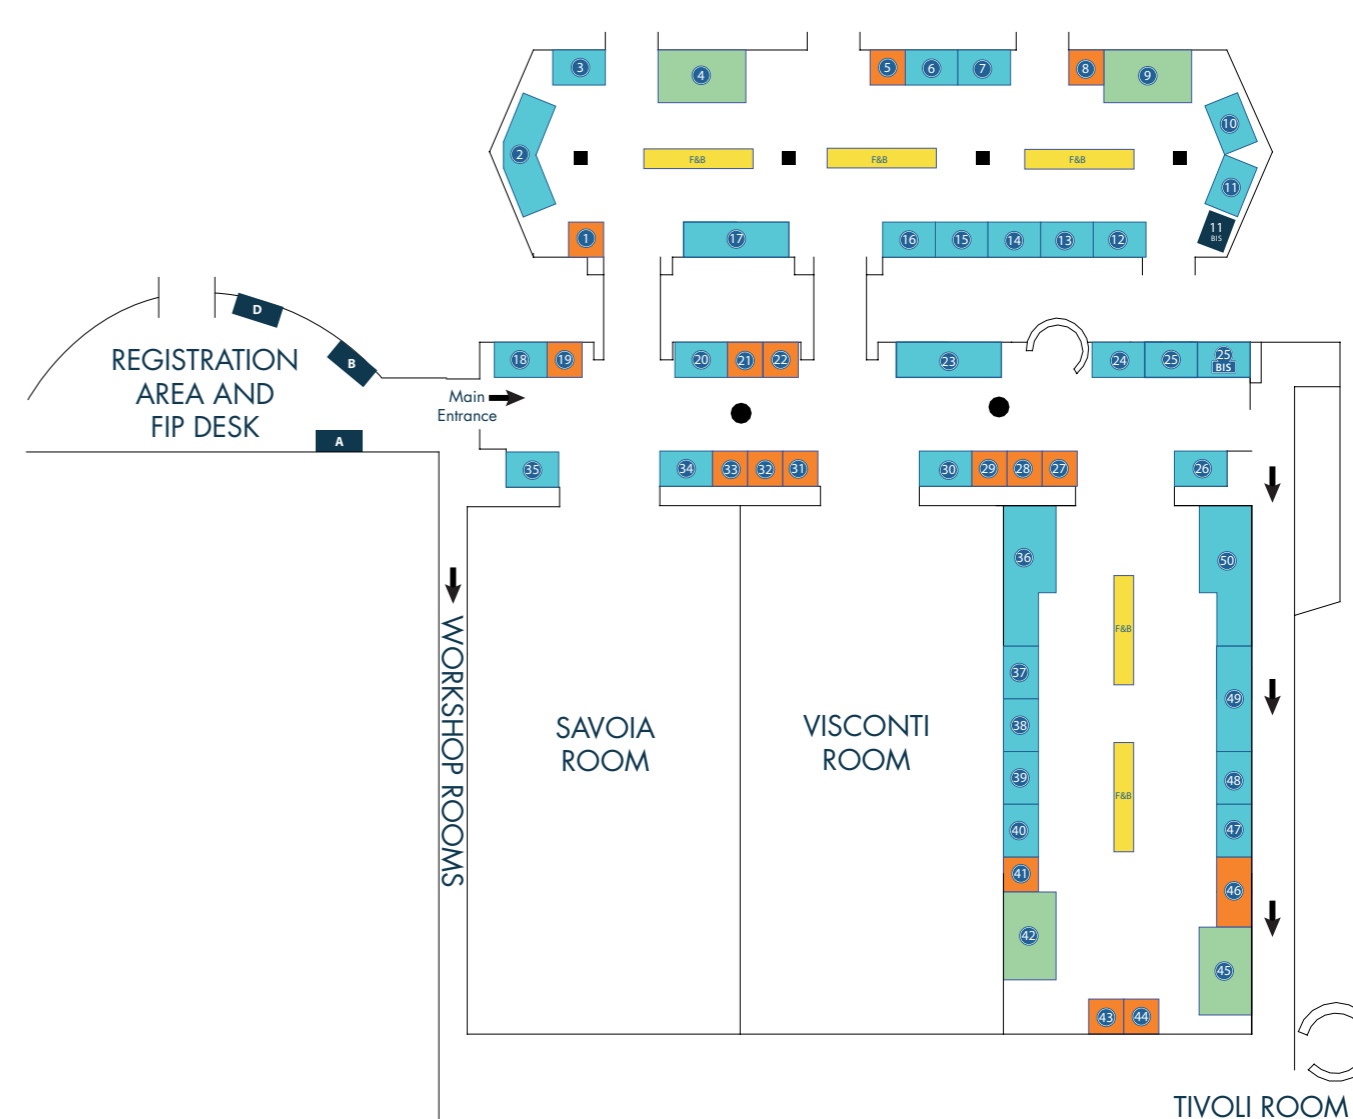 3
4
5
6
7
8
9
2
F&B
F&B
F&B
10
11
11
BIS
1
17
16
15
14
13
12
D
B
A
REGISTRATION
AREA AND
FIP DESK
Main
Entrance
18
19
20
21
22
23
24
25
25
BIS
35
34
33
32
31
30
29
28
27
26
WORKSHOP ROOMS
SAVOIA
ROOM
VISCONTI
ROOM
36
37
38
39
40
41
42
F&B
F&B
43
44
50
49
48
47
46
45
TIVOLI ROOM